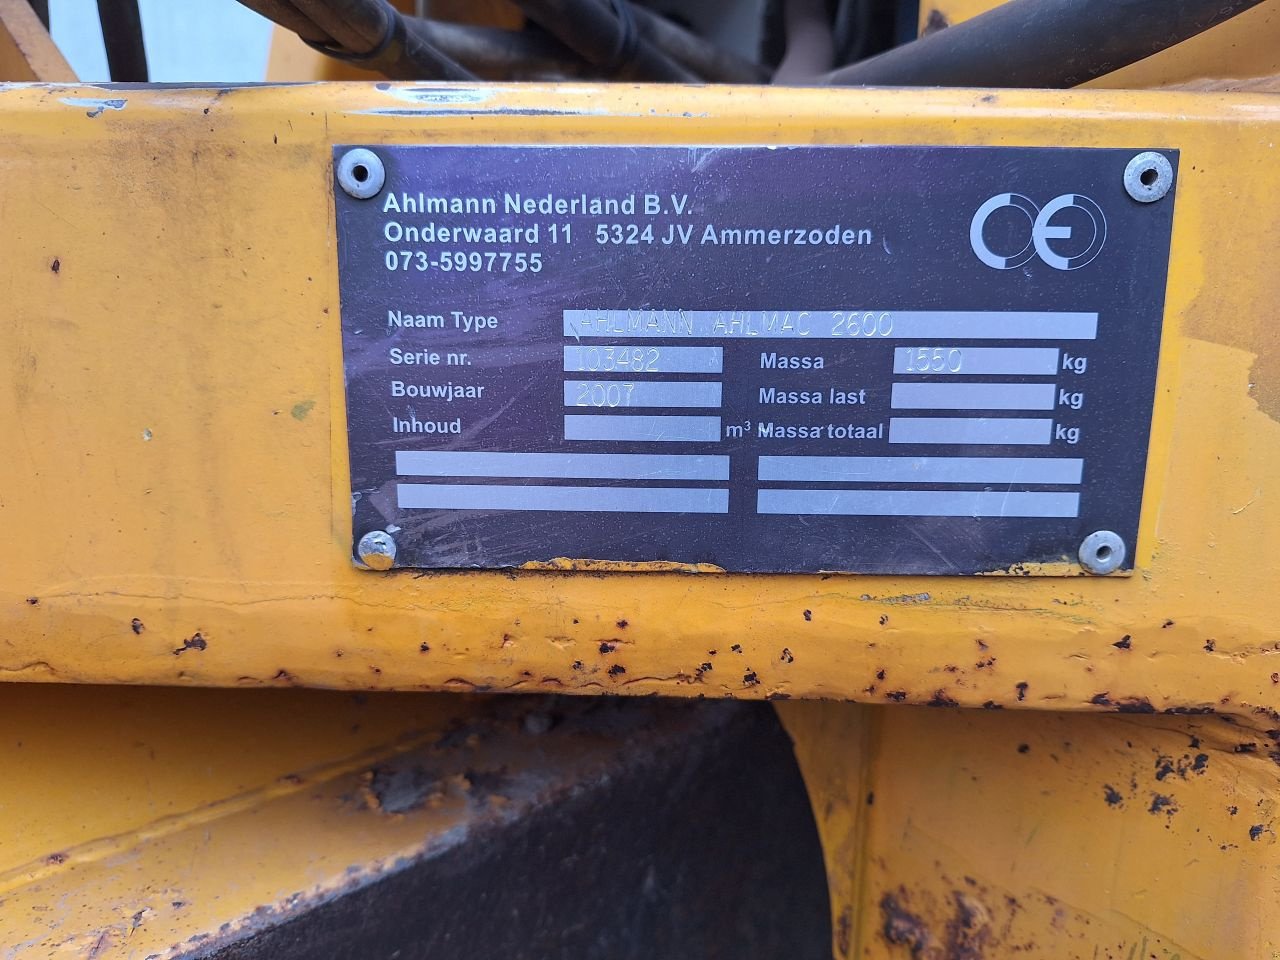 Ahlmann Nederland B.V.
Onderwaard 11 5324 JV Ammerzoden
073-5997755
CE
Naam Type AHLMANN AHLMAC 2600
Serie nr. 103482 Massa 1550 kg
Bouwjaar 2007 Massa last kg
Inhoud m³ Massa totaal kg